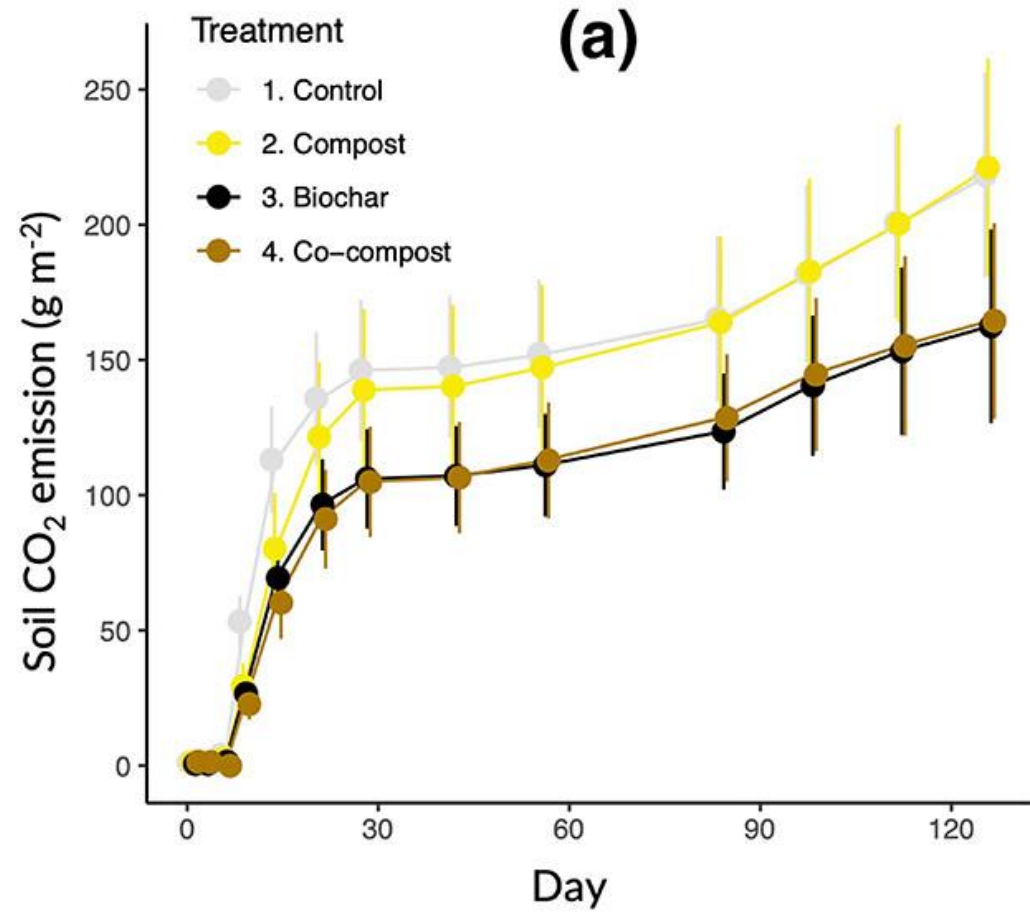 Treatment
(a)
1. Control
2. Compost
3. Biochar
4. Co−compost
250
200
150
100
50
0
Soil CO₂ emission (g m⁻²)
0 30 60 90 120
Day